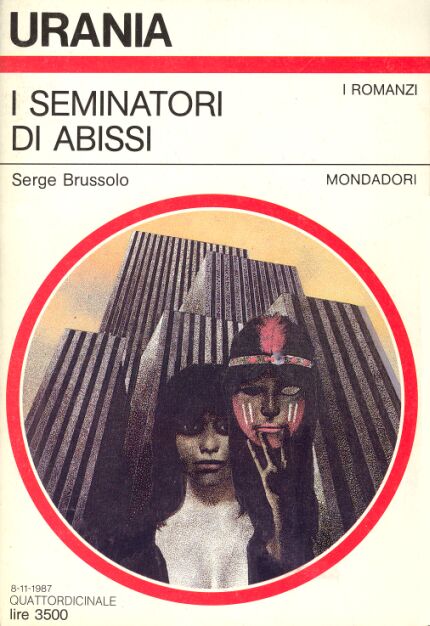 URANIA
I ROMANZI
I SEMINATORI
DI ABISSI
Serge Brussolo
MONDADORI
8-11-1987
QUATTORDICINALE
lire 3500